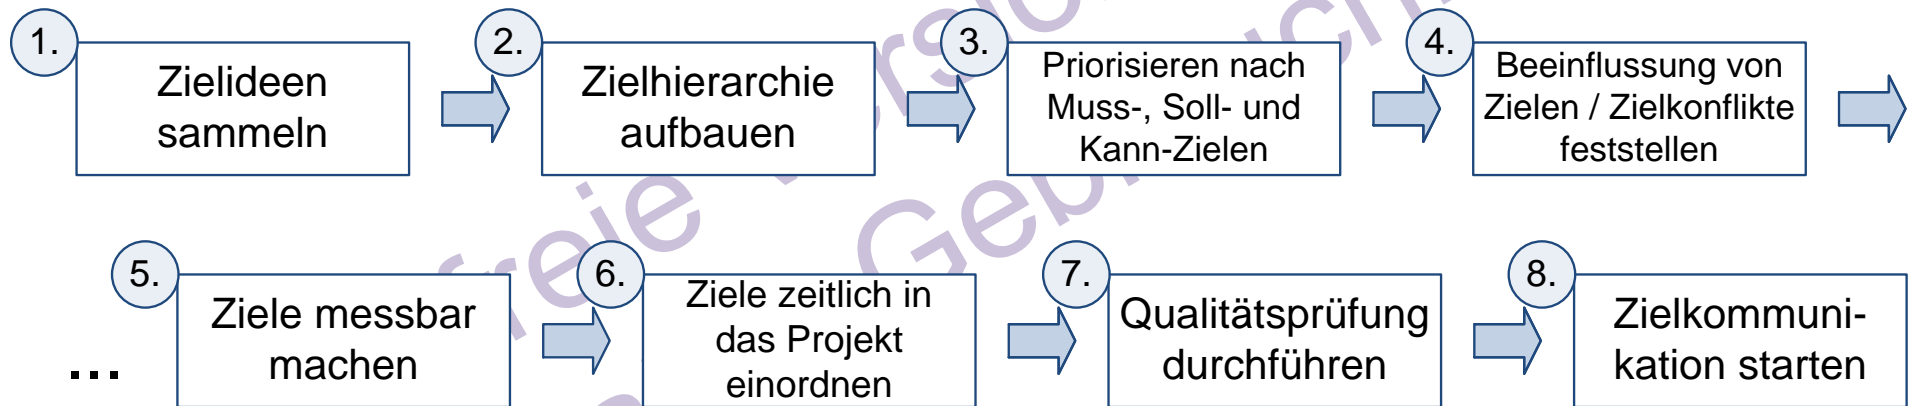 1.
Zielideen
sammeln
2.
Zielhierarchie
aufbauen
3.
Priorisieren nach
Muss-, Soll- und
Kann-Zielen
4.
Beeinflussung von
Zielen / Zielkonflikte
feststellen
...
5.
Ziele messbar
machen
6.
Ziele zeitlich in
das Projekt
einordnen
7.
Qualitätsprüfung
durchführen
8.
Zielkommuni-
kation starten
freie